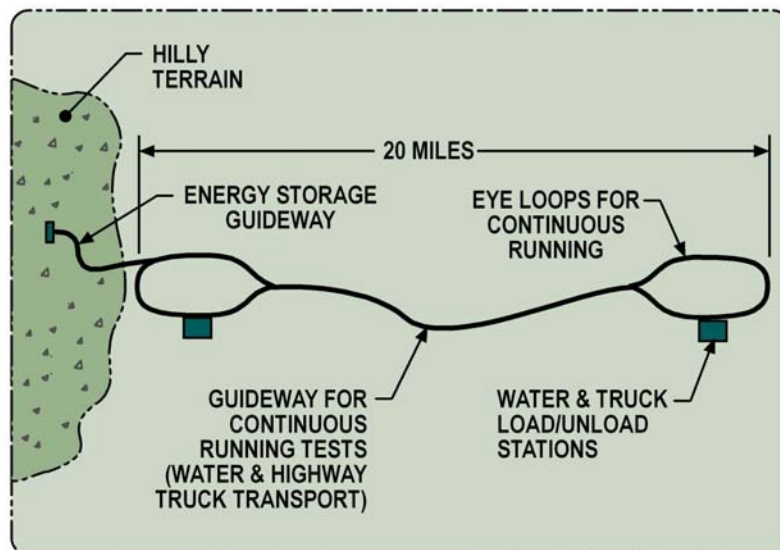 HILLY
TERRAIN
20 MILES
ENERGY STORAGE
GUIDEWAY
EYE LOOPS FOR
CONTINUOUS
RUNNING
GUIDEWAY FOR
CONTINUOUS
RUNNING TESTS
(WATER & HIGHWAY
TRUCK TRANSPORT)
WATER & TRUCK
LOAD/UNLOAD
STATIONS